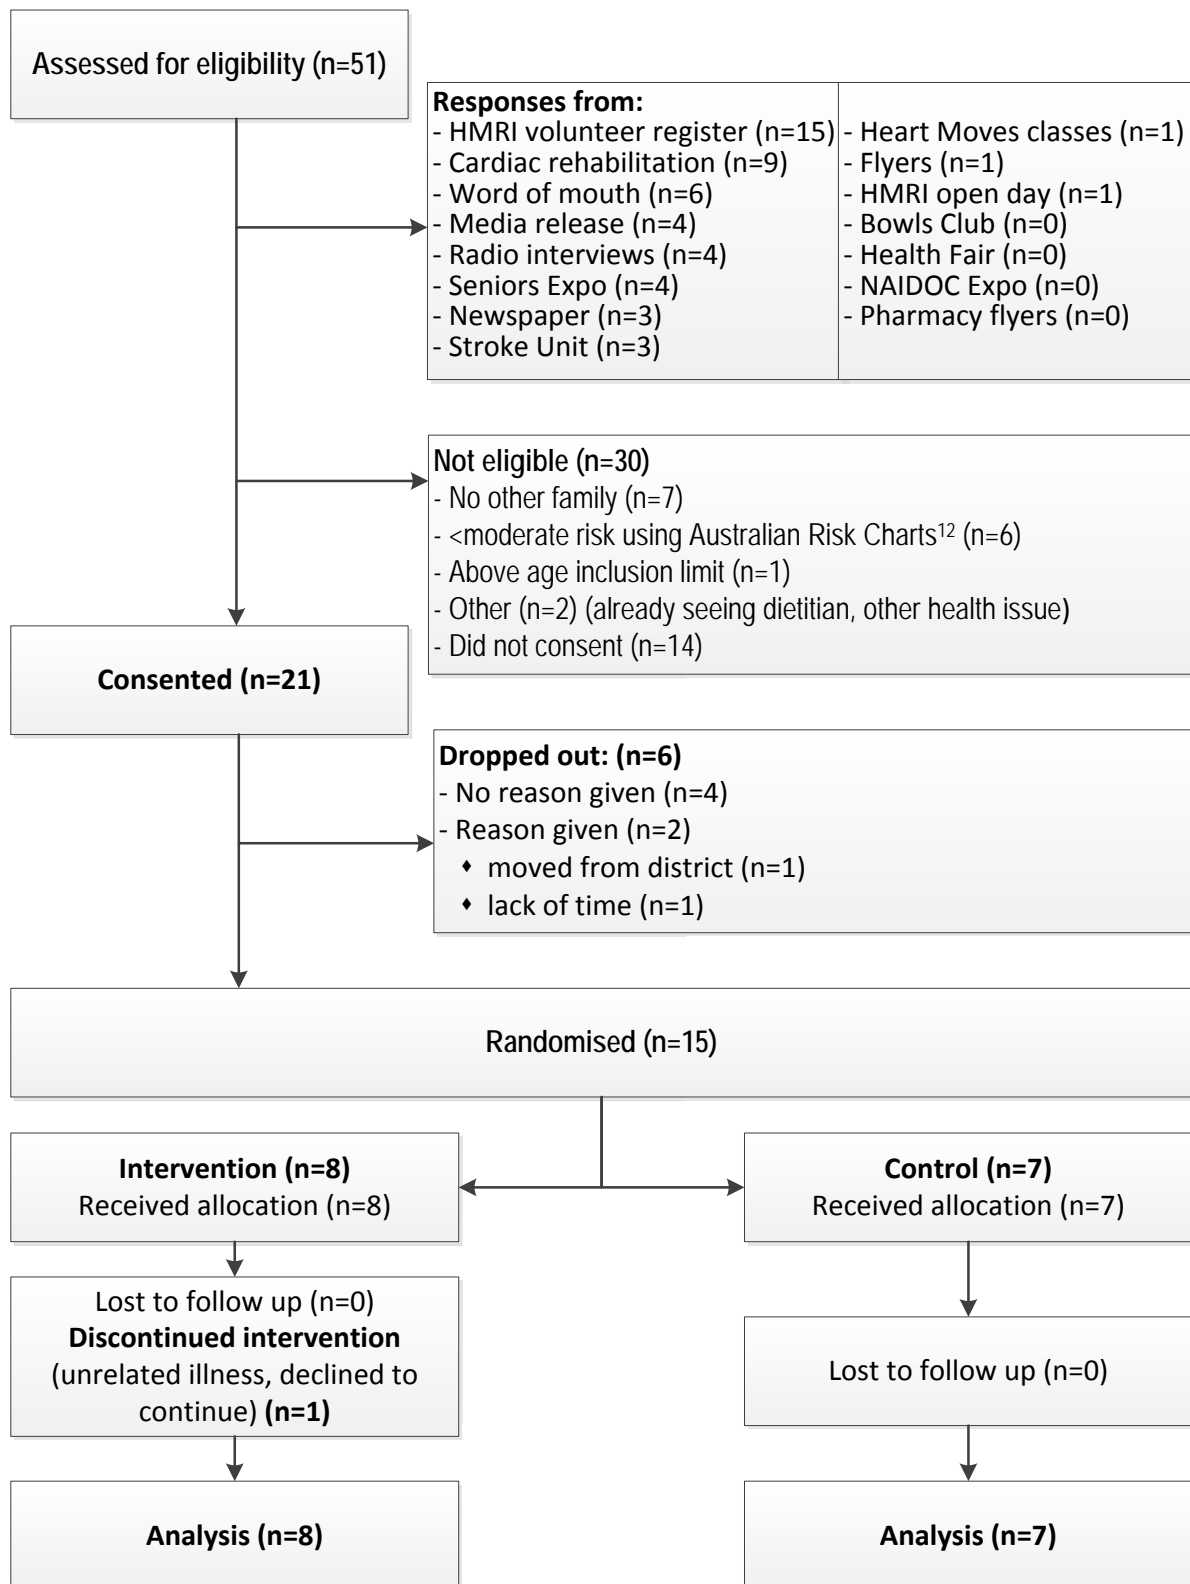 Assessed for eligibility (n=51)
Responses from:
- HMRI volunteer register (n=15)
- Cardiac rehabilitation (n=9)
- Word of mouth (n=6)
- Media release (n=4)
- Radio interviews (n=4)
- Seniors Expo (n=4)
- Newspaper (n=3)
- Stroke Unit (n=3)
- Heart Moves classes (n=1)
- Flyers (n=1)
- HMRI open day (n=1)
- Bowls Club (n=0)
- Health Fair (n=0)
- NAIDOC Expo (n=0)
- Pharmacy flyers (n=0)
Not eligible (n=30)
- No other family (n=7)
- <moderate risk using Australian Risk Charts¹² (n=6)
- Above age inclusion limit (n=1)
- Other (n=2) (already seeing dietitian, other health issue)
- Did not consent (n=14)
Consented (n=21)
Dropped out: (n=6)
- No reason given (n=4)
- Reason given (n=2)
♦ moved from district (n=1)
♦ lack of time (n=1)
Randomised (n=15)
Intervention (n=8)
Received allocation (n=8)
Control (n=7)
Received allocation (n=7)
Lost to follow up (n=0)
Discontinued intervention
(unrelated illness, declined to
continue) (n=1)
Lost to follow up (n=0)
Analysis (n=8)
Analysis (n=7)